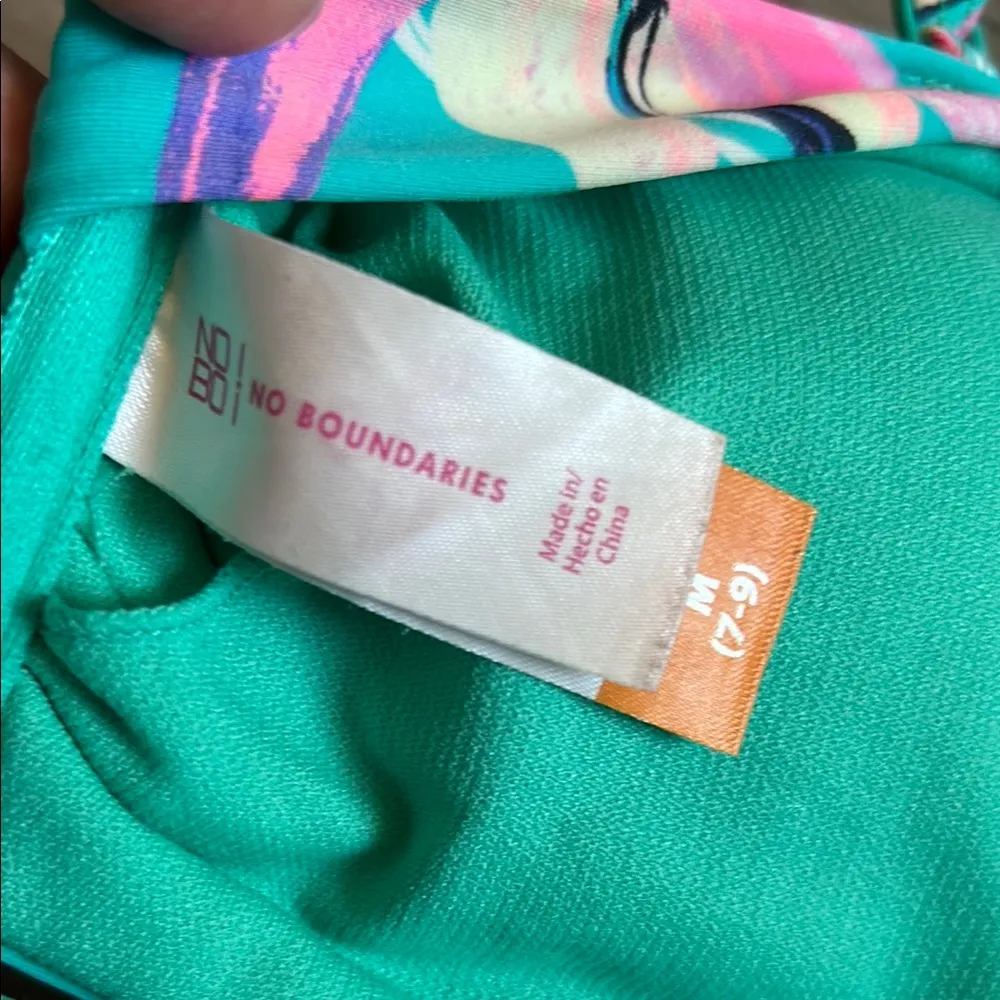 NO
BO
NO BOUNDARIES
Made in/
Hecho en
China
M
(7-9)